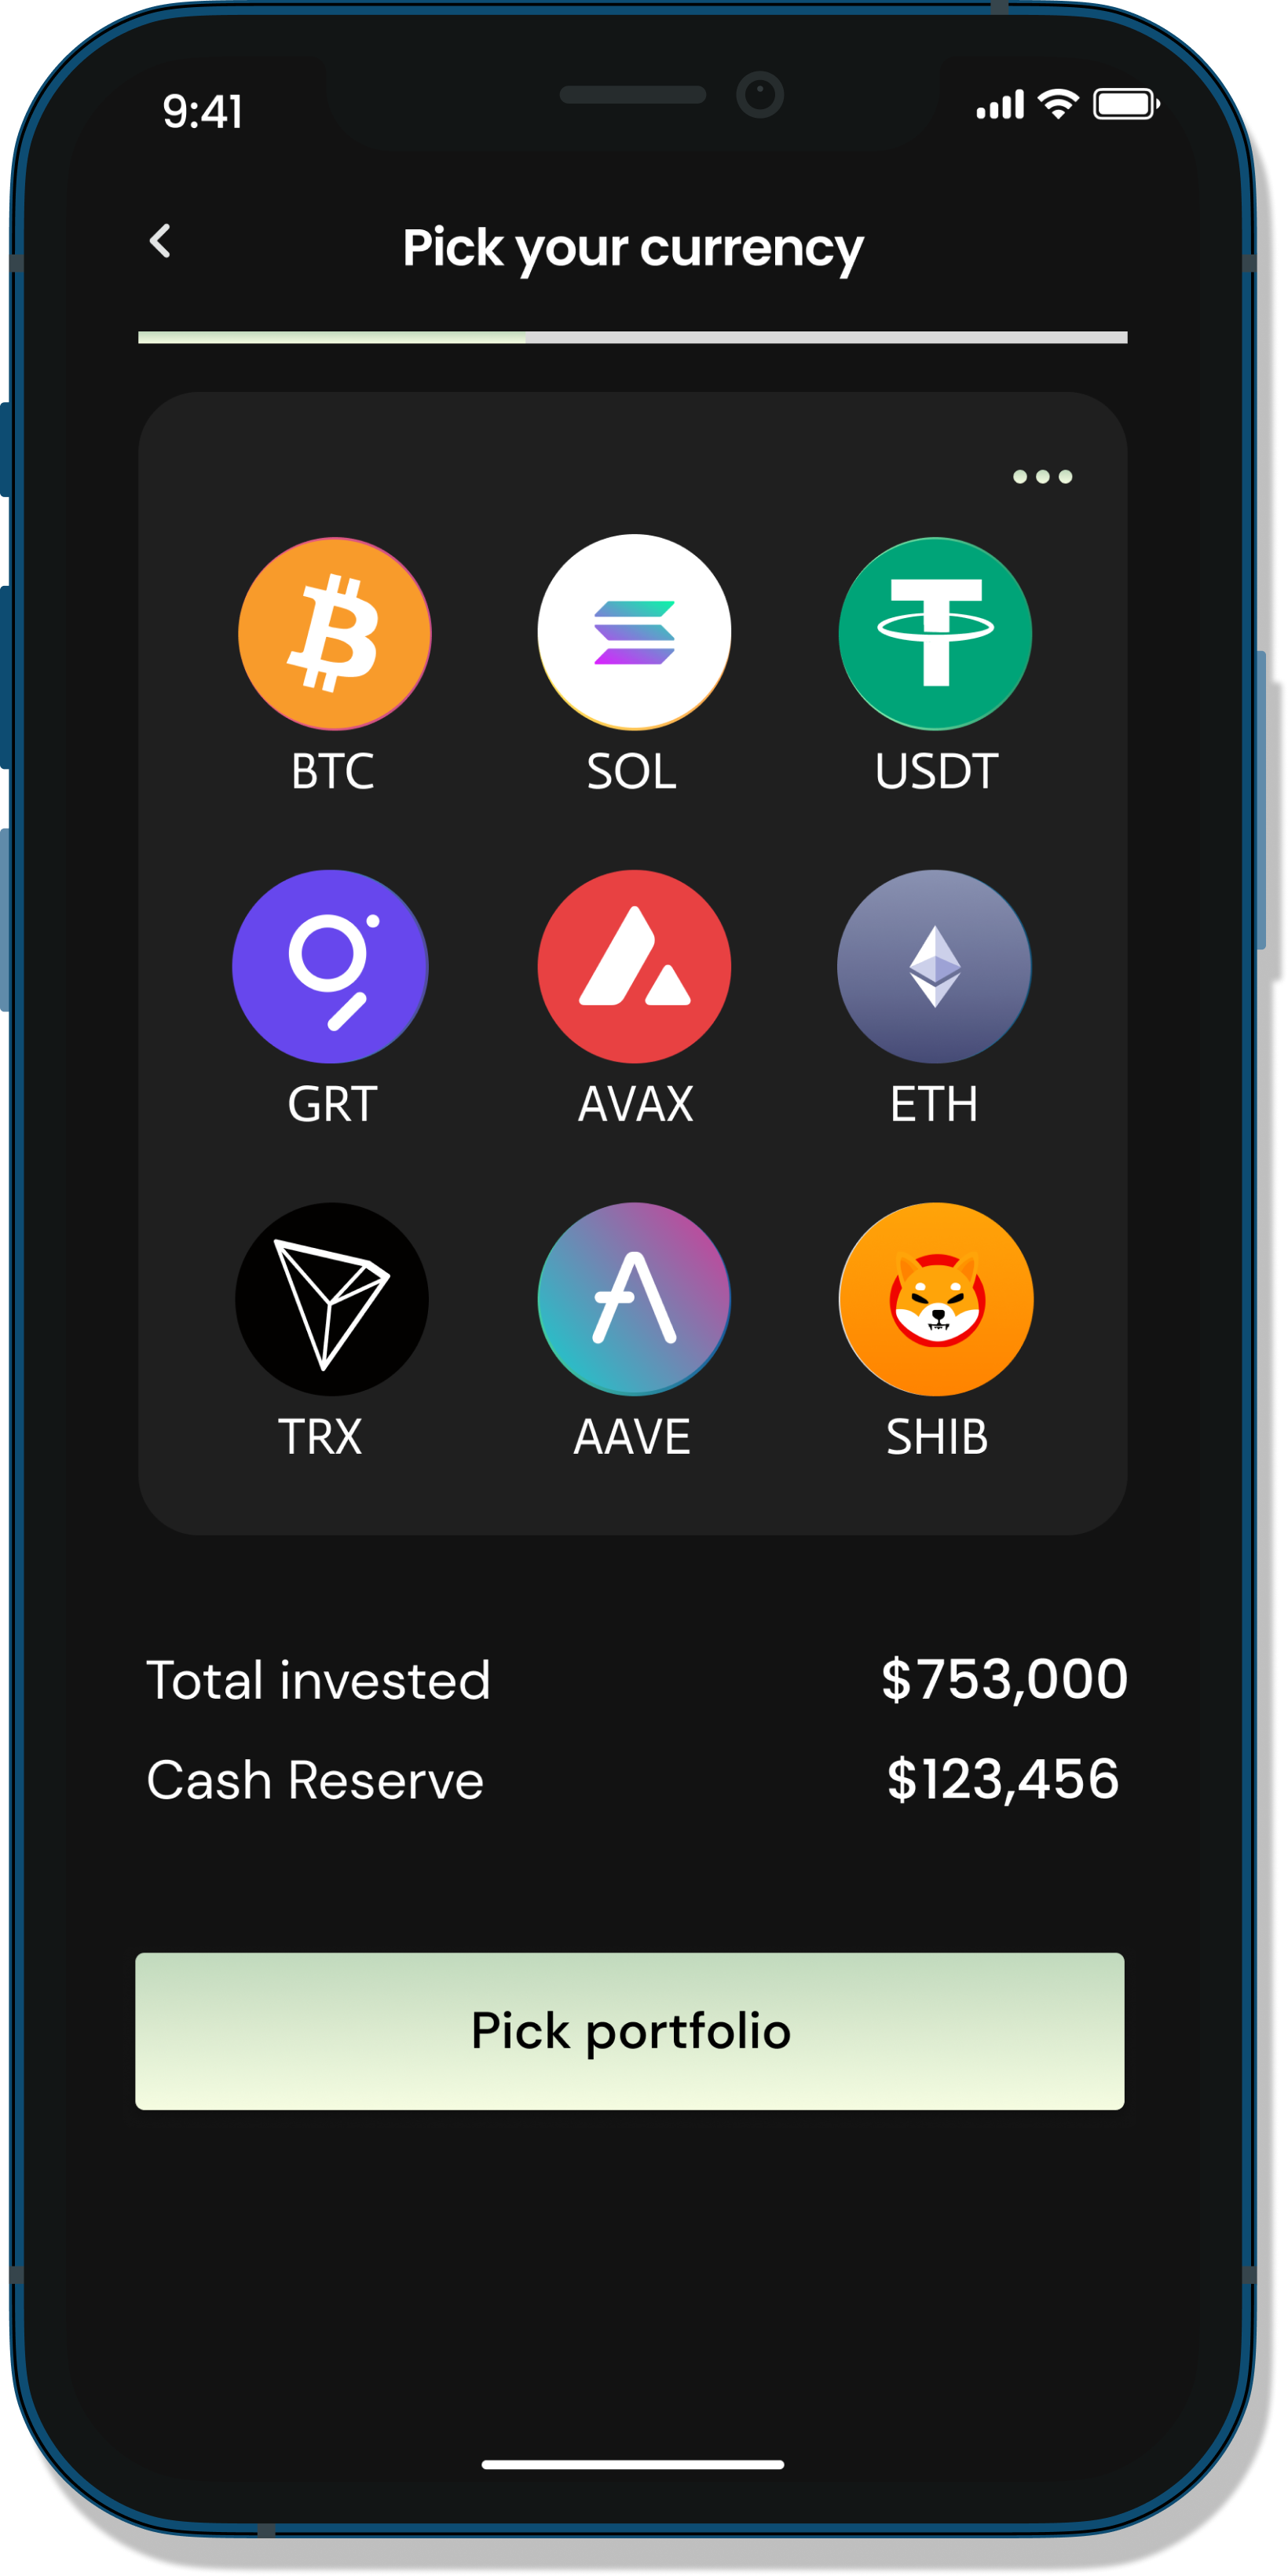 9:41
Pick your currency
BTC SOL USDT
GRT AVAX ETH
TRX AAVE SHIB
Total invested $753,000
Cash Reserve $123,456
Pick portfolio